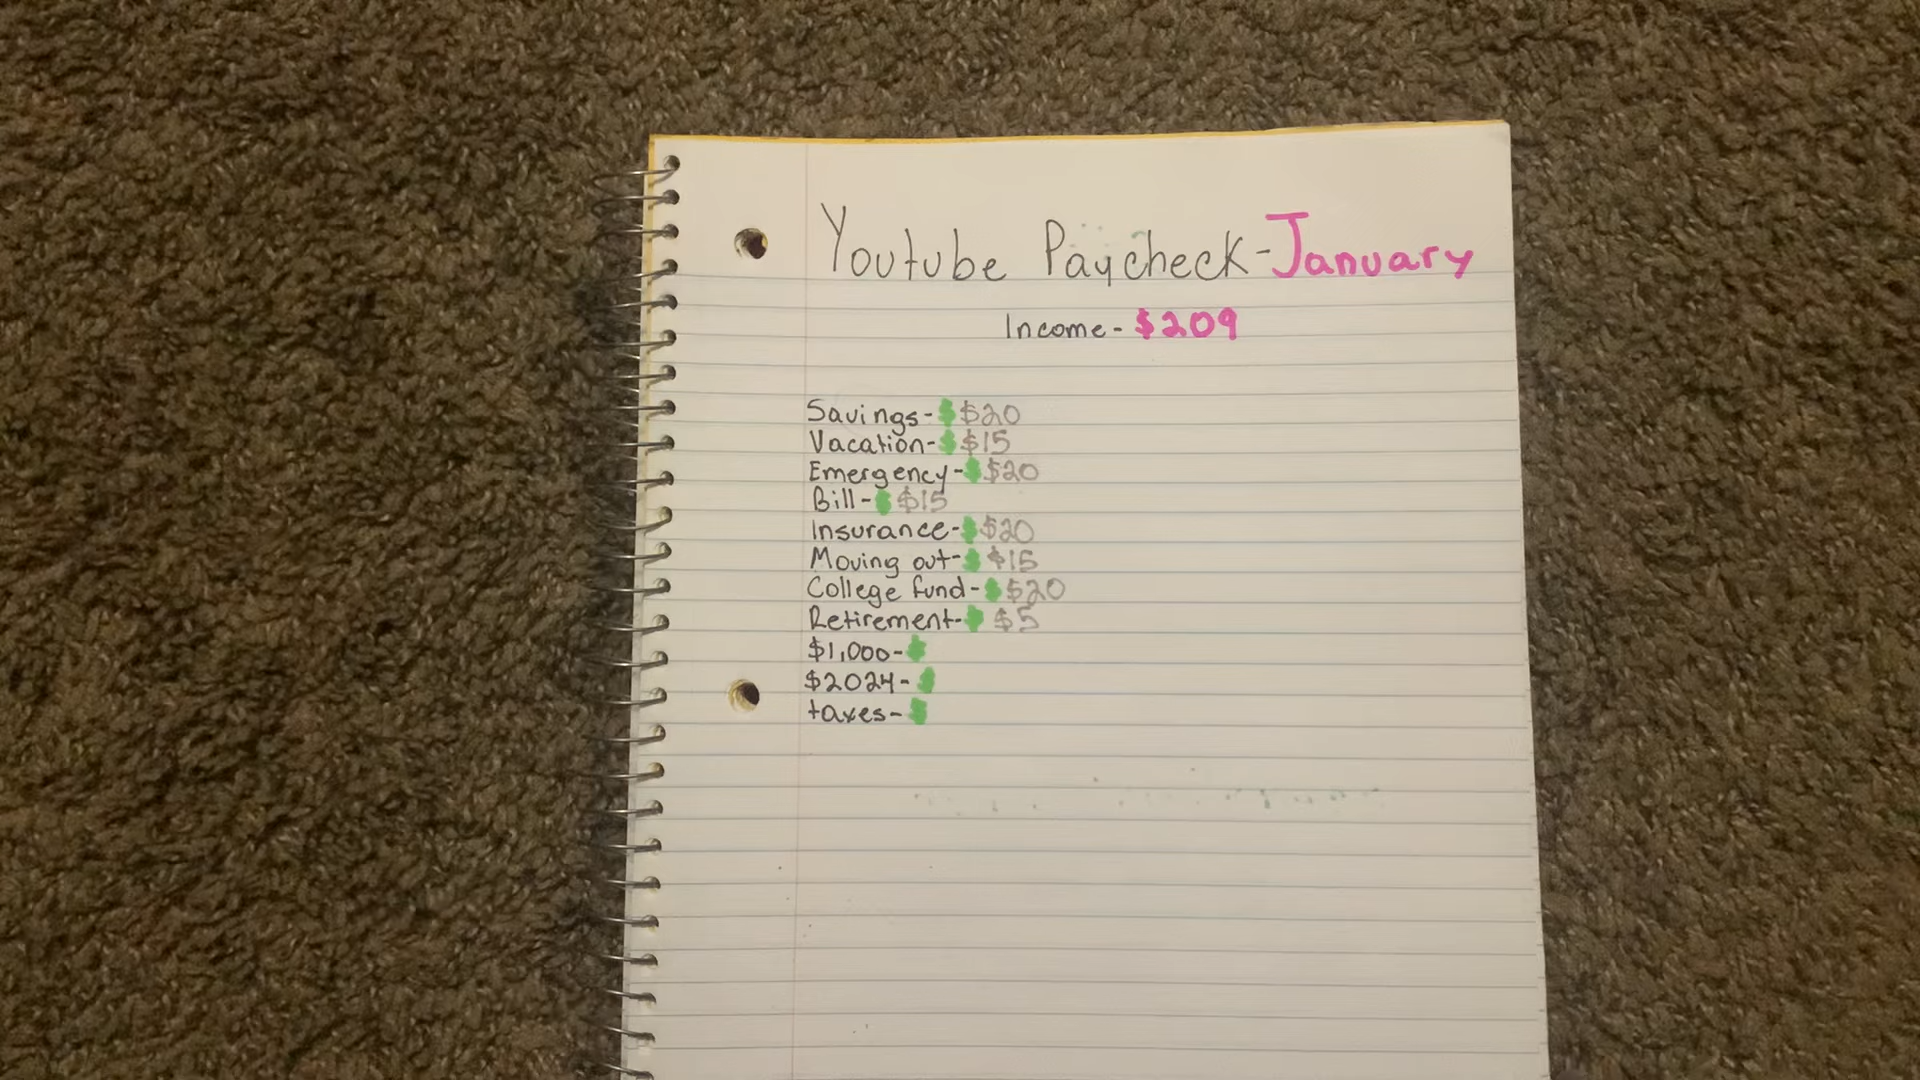 Youtube Paycheck-January
Income-$209
Savings-$ $20
Vacation-$ $15
Emergency-$ $20
Bill-$ $15
Insurance-$ $20
Moving out-$ $15
College fund-$ $20
Retirement-$ $5
$1,000-$
$2024-$
taxes-$